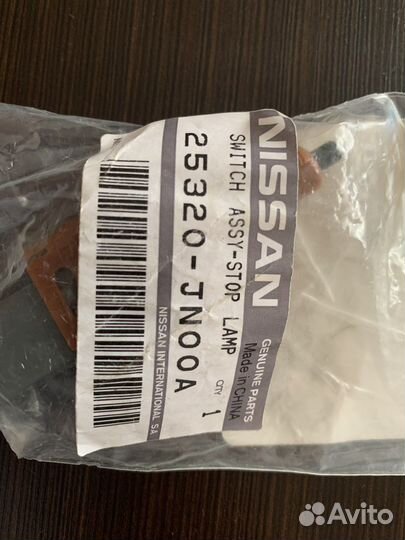 NISSAN
GENUINE PARTS
Made in CHINA
SWITCH ASSY-STOP LAMP
25320-JN00A
QTY 1
NISSAN INTERNATIONAL SA
Avito